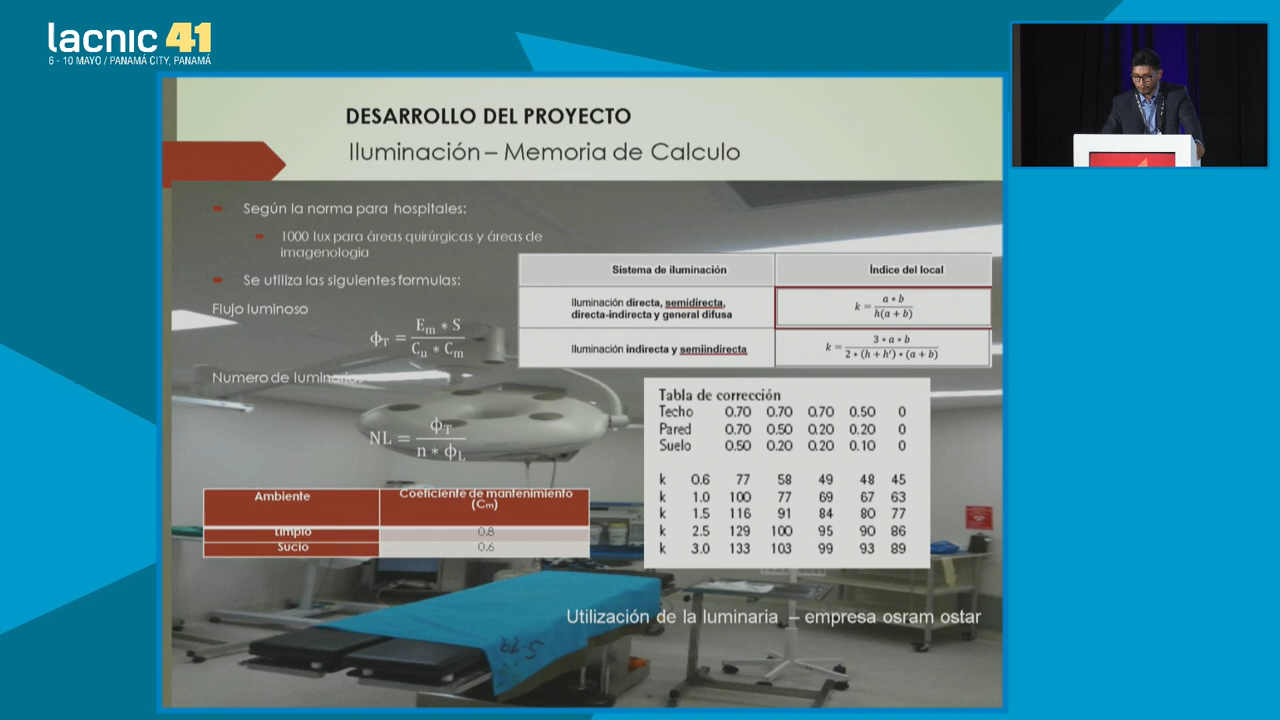 lacnic 41
6 - 10 MAYO / PANAMÁ CITY, PANAMÁ
DESARROLLO DEL PROYECTO
Iluminación – Memoria de Calculo
Según la norma para hospitales:
1000 lux para áreas quirúrgicas y áreas de
imagenologia
Se utiliza las siguientes formulas:
Flujo luminoso
ϕT = Em * S / Cu * Cm
Numero de luminarias
NL = ϕT / n * ϕL
Sistema de iluminación Índice del local
Iluminación directa, semidirecta,
directa-indirecta y general difusa
k = a * b / h(a + b)
Iluminación indirecta y semiindirecta
k = 3 * a * b / 2 * (h + h') * (a + b)
Tabla de corrección
Techo 0.70 0.70 0.70 0.50 0
Pared 0.70 0.50 0.20 0.20 0
Suelo 0.50 0.20 0.20 0.10 0
k 0.6 77 58 49 48 45
k 1.0 100 77 69 67 63
k 1.5 116 91 84 80 77
k 2.5 129 100 95 90 86
k 3.0 133 103 99 93 89
Ambiente Coeficiente de mantenimiento
(Cm)
Limpio 0.8
Sucio 0.6
Utilización de la luminaria – empresa osram ostar